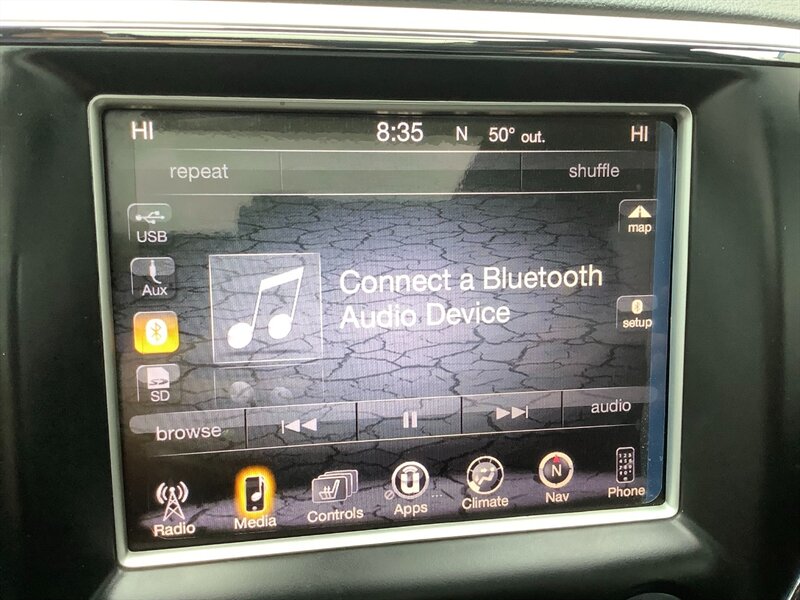 HI 8:35 N 50° out. HI
repeat shuffle
USB
map
Aux
Connect a Bluetooth
Audio Device
setup
SD
browse audio
Radio Media Controls Apps Climate Nav Phone
N